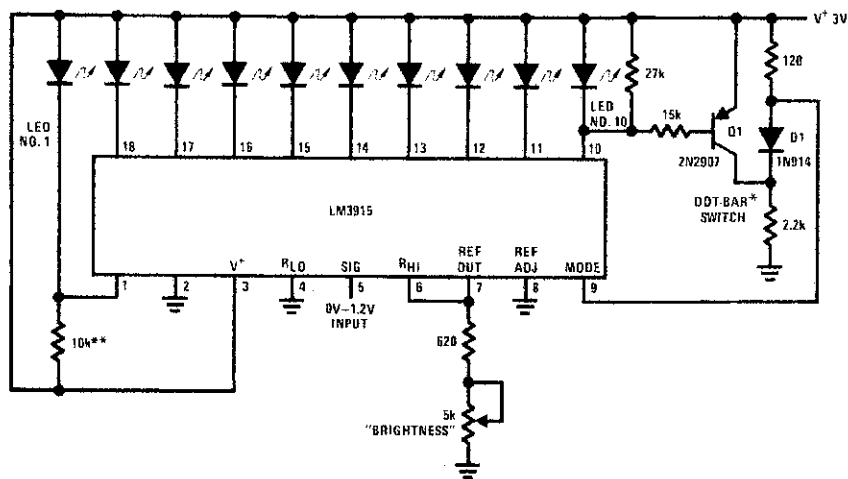 V+ 3V
27k
120
LED
NO. 1
LED
NO. 10
15k
Q1
2N2907
D1
1N914
DOT-BAR*
SWITCH
2.2k
18
17
16
15
14
13
12
11
10
LM3915
V+
RLO
SIG
RHI
REF
OUT
REF
ADJ
MODE
1
2
3
4
5
6
7
8
9
0V–1.2V
INPUT
10k**
620
5k
"BRIGHTNESS"